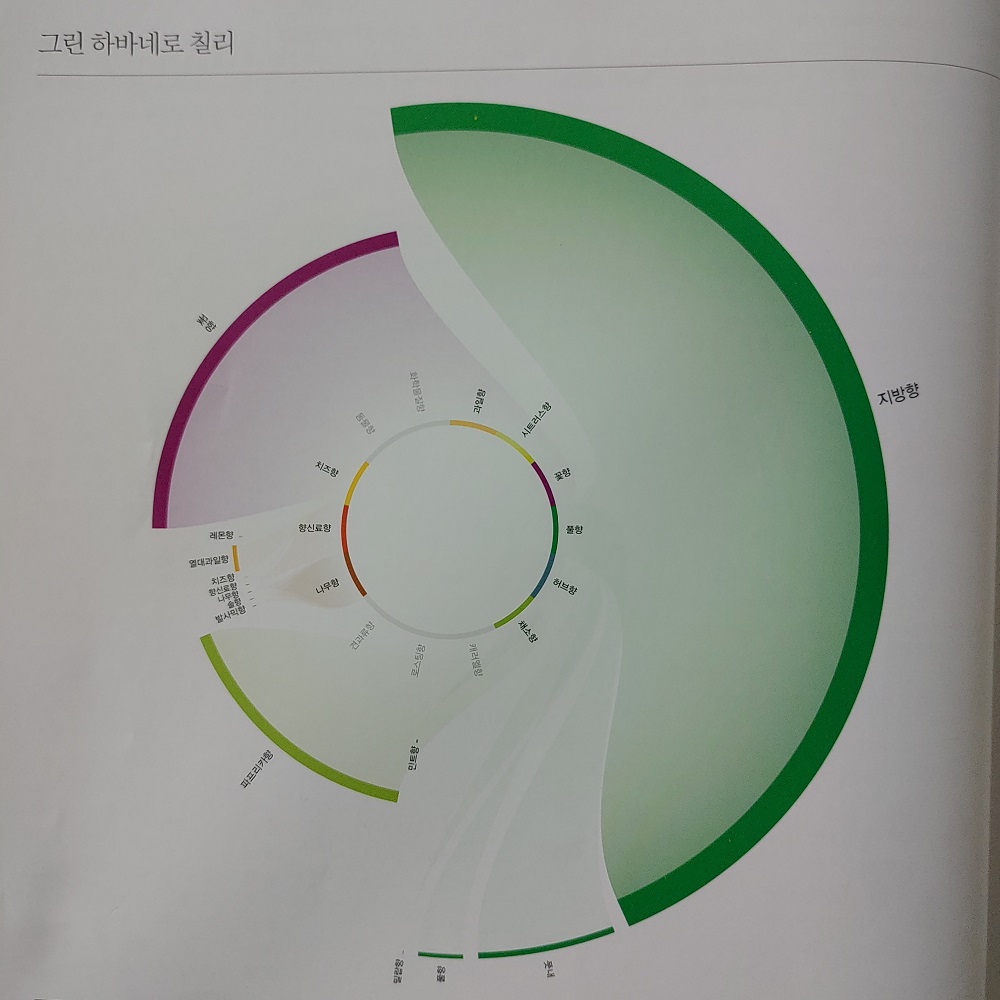 그린 하바네로 칠리
지방향
꽃향
레몬향
열대과일향
치즈향
향신료향
나무향
솔향
발사믹향
파프리카향
민트향
밀랍향
풀향
풋내
과일향
시트러스향
꽃향
풀향
허브향
채소향
캐러멜향
로스팅향
견과류향
나무향
향신료향
치즈향
동물향
화학물질향